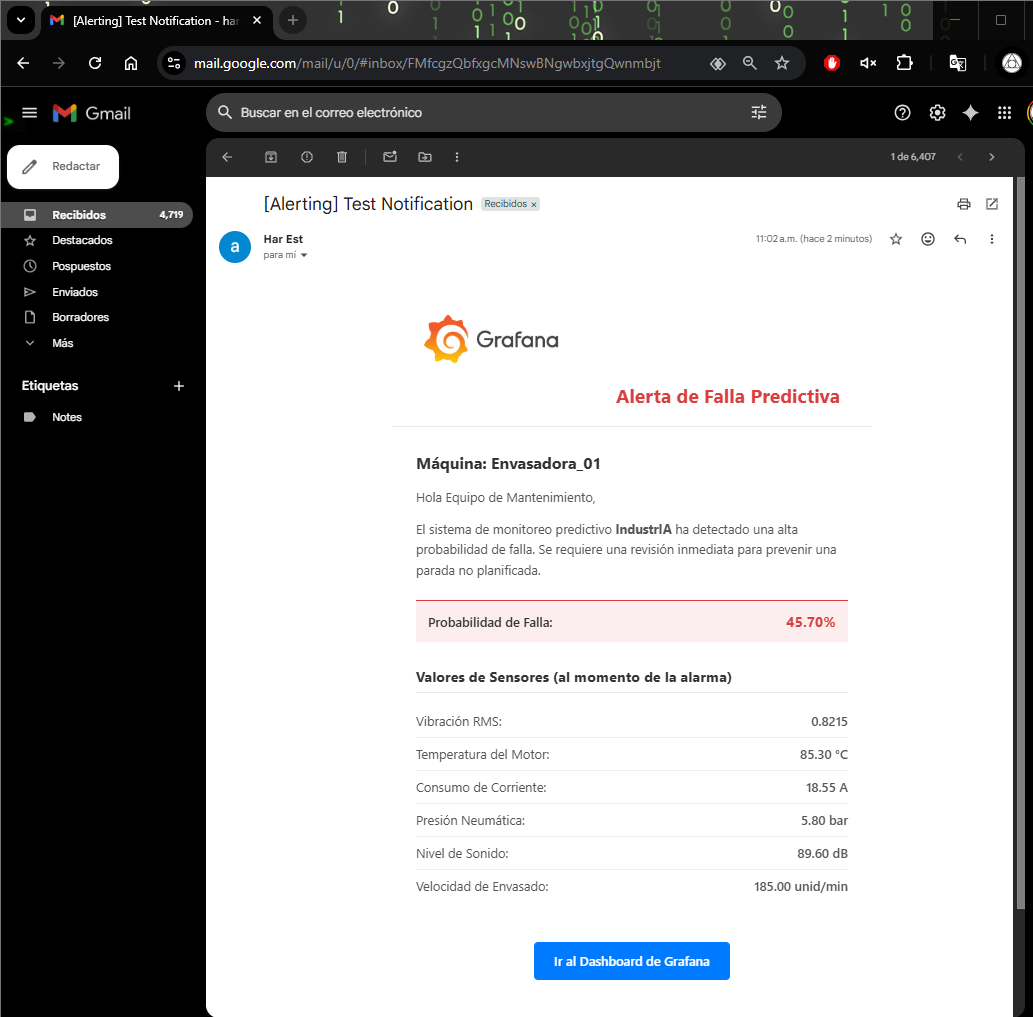 [Alerting] Test Notification - har
mail.google.com/mail/u/0/#inbox/FMfcgzQbfxgcMNswBNgwbxjtgQwnmbjt
Gmail
Buscar en el correo electrónico
Redactar
1 de 6,407
Recibidos 4,719
Destacados
Pospuestos
Enviados
Borradores
Más
Etiquetas
Notes
[Alerting] Test Notification Recibidos x
a
Har Est
11:02 a.m. (hace 2 minutos)
para mí
Grafana
Alerta de Falla Predictiva
Máquina: Envasadora_01
Hola Equipo de Mantenimiento,
El sistema de monitoreo predictivo IndustrIA ha detectado una alta
probabilidad de falla. Se requiere una revisión inmediata para prevenir una
parada no planificada.
Probabilidad de Falla: 45.70%
Valores de Sensores (al momento de la alarma)
Vibración RMS: 0.8215
Temperatura del Motor: 85.30 °C
Consumo de Corriente: 18.55 A
Presión Neumática: 5.80 bar
Nivel de Sonido: 89.60 dB
Velocidad de Envasado: 185.00 unid/min
Ir al Dashboard de Grafana